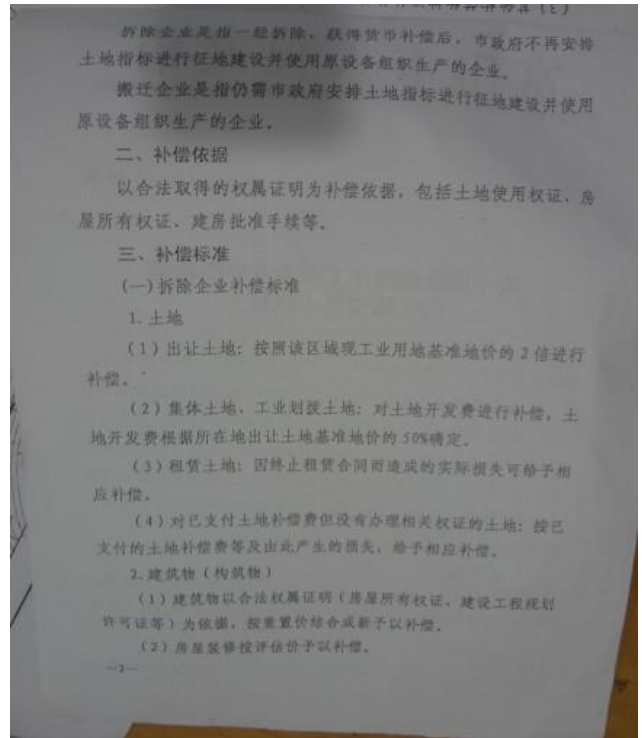 拆除企业是指一经拆除、获得货币补偿后，市政府不再安排
土地指标进行征地建设并使用原设备组织生产的企业。
搬迁企业是指仍需市政府安排土地指标进行征地建设并使用
原设备组织生产的企业。
二、补偿依据
以合法取得的权属证明为补偿依据，包括土地使用权证、房
屋所有权证、建房批准手续等。
三、补偿标准
(一)拆除企业补偿标准
1.土地
（1）出让土地：按照该区域现工业用地基准地价的2倍进行
补偿。
（2）集体土地、工业划拨土地：对土地开发费进行补偿，土
地开发费根据所在地出让土地基准地价的50%确定。
（3）租赁土地：因终止租赁合同而造成的实际损失可给予相
应补偿。
（4）对已支付土地补偿费但没有办理相关权证的土地：按已
支付的土地补偿费等及由此产生的损失，给予相应补偿。
2.建筑物（构筑物）
（1）建筑物以合法权属证明（房屋所有权证、建设工程规划
许可证等）为依据，按重置价结合成新予以补偿。
（2）房屋装修按评估价予以补偿。
—2—